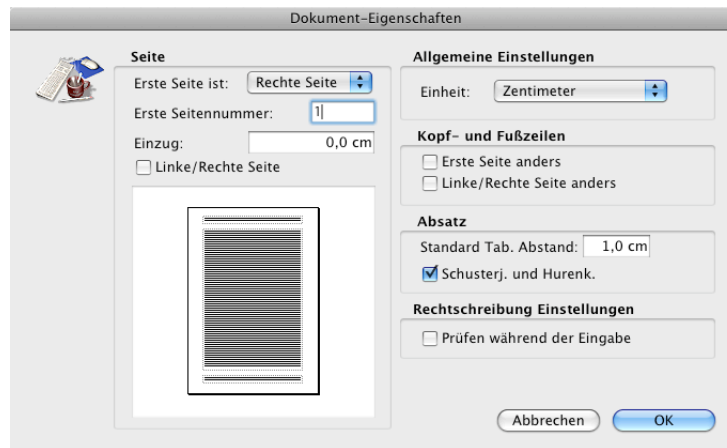 Dokument-Eigenschaften
Seite
Erste Seite ist: Rechte Seite
Erste Seitennummer: 1
Einzug: 0,0 cm
Linke/Rechte Seite
Allgemeine Einstellungen
Einheit: Zentimeter
Kopf- und Fußzeilen
Erste Seite anders
Linke/Rechte Seite anders
Absatz
Standard Tab. Abstand: 1,0 cm
Schusterj. und Hurenk.
Rechtschreibung Einstellungen
Prüfen während der Eingabe
Abbrechen OK